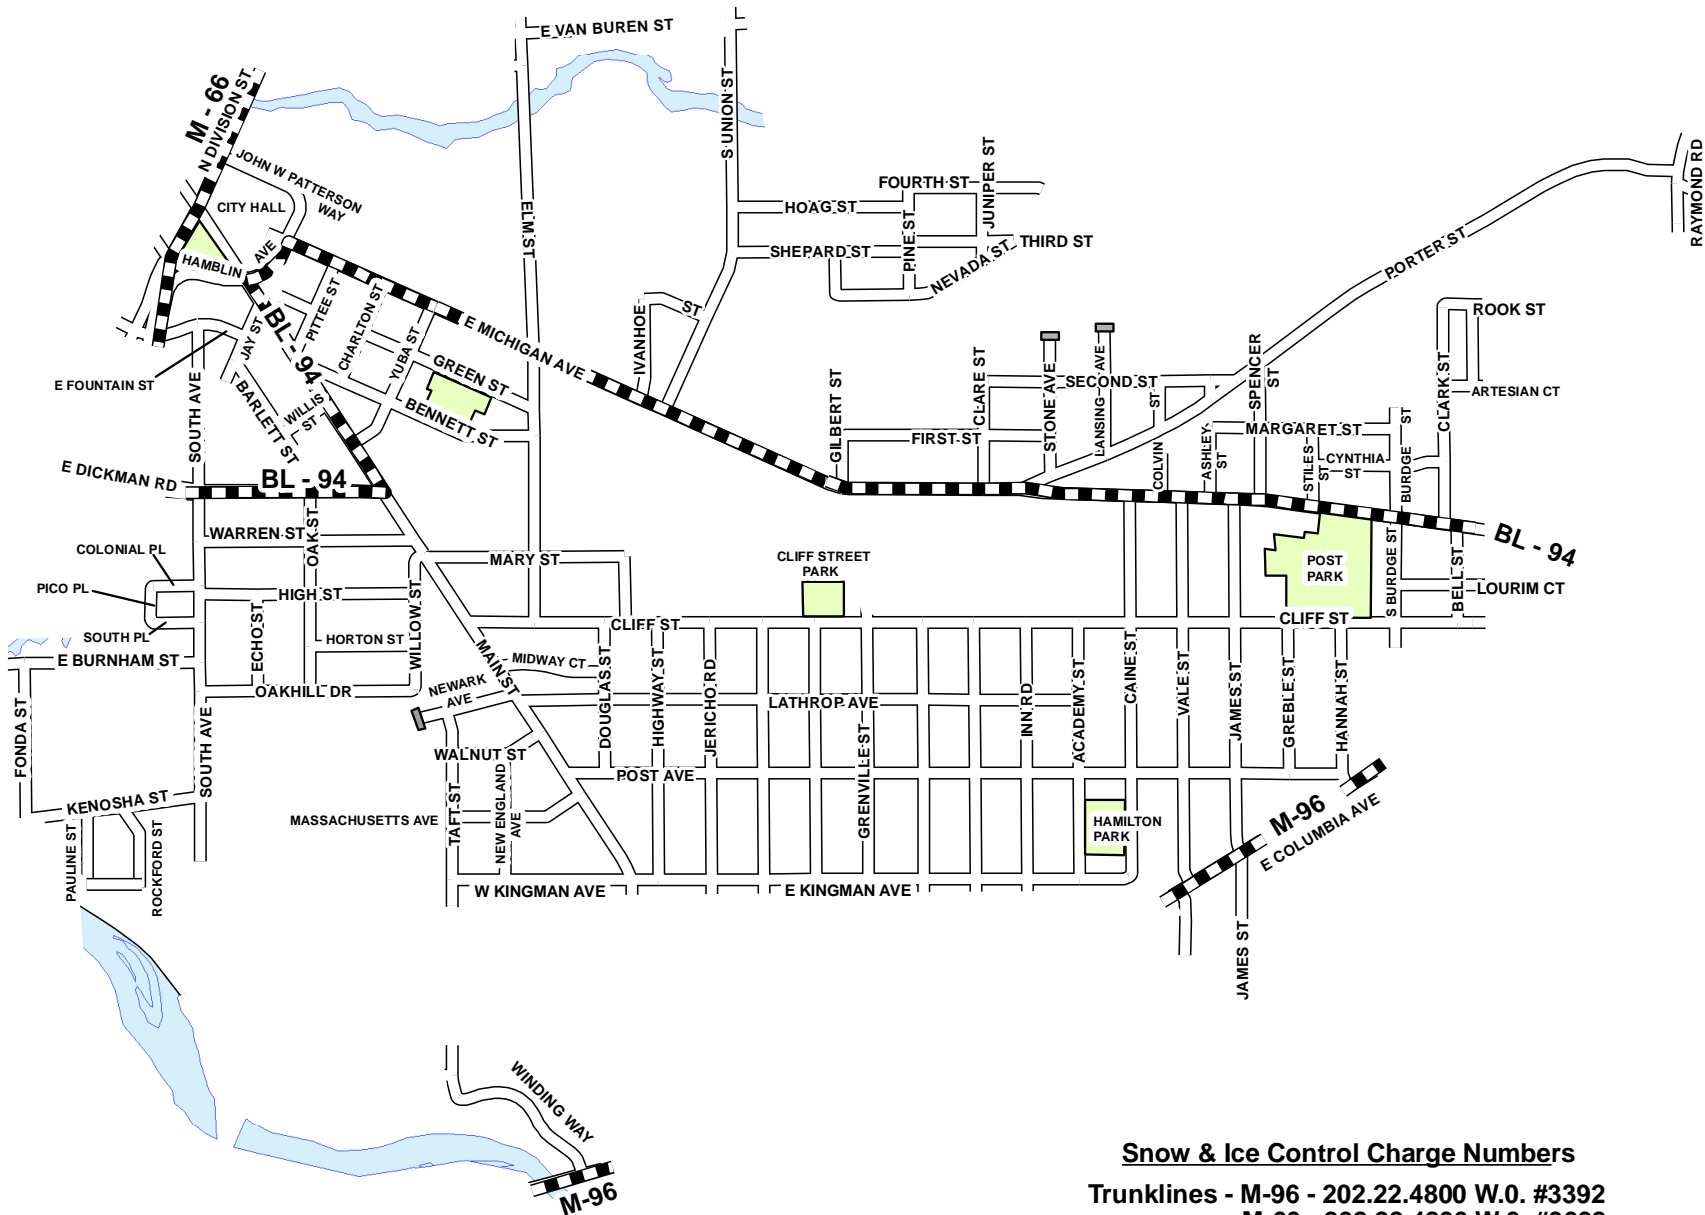 E VAN BUREN ST
M - 66
N DIVISION ST
S UNION ST
JOHN W PATTERSON
WAY
CITY HALL
HAMBLIN
AVE
ELM ST
FOURTH ST
JUNIPER ST
HOAG ST
PINE ST
SHEPARD ST
THIRD ST
NEVADA ST
RAYMOND RD
PORTER ST
PITTEE ST
CHARLTON ST
YUBA ST
JAY ST
BL - 94
E MICHIGAN AVE
IVANHOE
ST
GREEN ST
BENNETT ST
E FOUNTAIN ST
SOUTH AVE
BARLETT ST
WILLIS
ST
ROOK ST
ARTESIAN CT
CLARK ST
SPENCER
ST
SECOND ST
CLARE ST
STONE AVE
LANSING AVE
GILBERT ST
FIRST ST
COLVIN
ST
ASHLEY
ST
MARGARET ST
STILES
ST
CYNTHIA
ST
BURDGE
ST
E DICKMAN RD
BL - 94
BL - 94
WARREN ST
OAK ST
COLONIAL PL
PICO PL
SOUTH PL
HIGH ST
ECHO ST
HORTON ST
WILLOW ST
MARY ST
CLIFF STREET
PARK
POST
PARK
S BURDGE ST
BELL ST
LOURIM CT
CLIFF ST
CLIFF ST
E BURNHAM ST
OAKHILL DR
MAIN ST
MIDWAY CT
NEWARK
AVE
LATHROP AVE
FONDA ST
SOUTH AVE
DOUGLAS ST
HIGHWAY ST
JERICHO RD
GRENVILLE ST
INN RD
ACADEMY ST
CAINE ST
VALE ST
JAMES ST
GREBLE ST
HANNAH ST
WALNUT ST
POST AVE
KENOSHA ST
MASSACHUSETTS AVE
TAFT ST
NEW ENGLAND
AVE
HAMILTON
PARK
M-96
E COLUMBIA AVE
PAULINE ST
ROCKFORD ST
W KINGMAN AVE
E KINGMAN AVE
JAMES ST
WINDING WAY
M-96
Snow & Ice Control Charge Numbers
Trunklines - M-96 - 202.22.4800 W.0. #3392